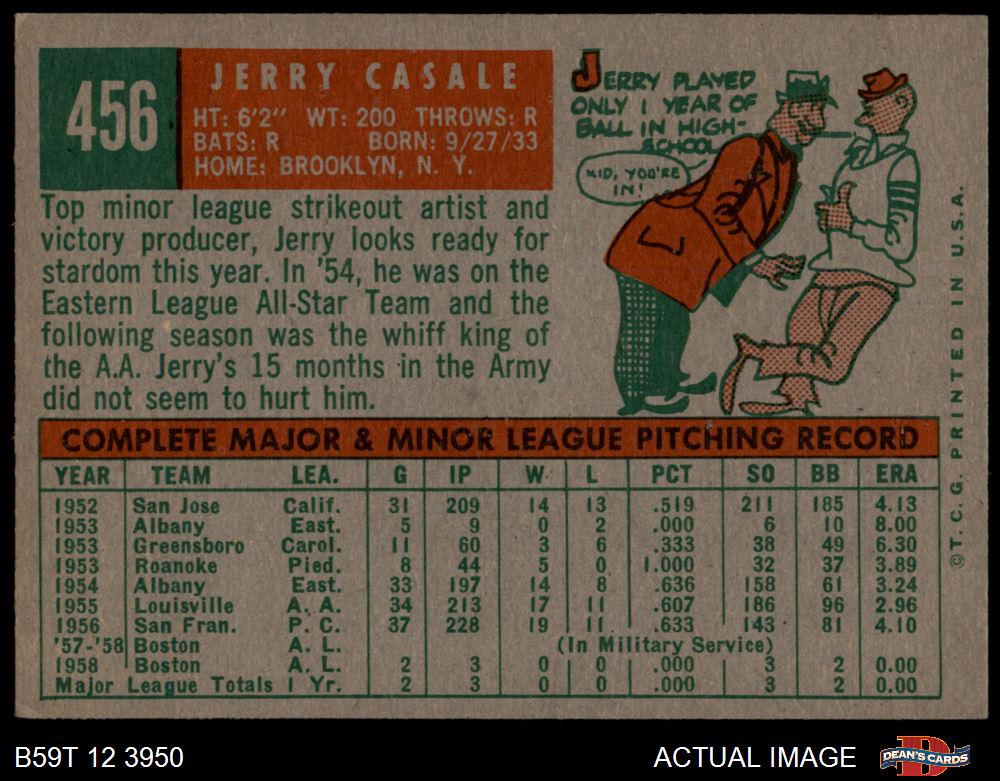 456
JERRY CASALE
HT: 6'2" WT: 200 THROWS: R
BATS: R BORN: 9/27/33
HOME: BROOKLYN, N. Y.
JERRY PLAYED
ONLY 1 YEAR OF
BALL IN HIGH-
SCHOOL
KID, YOU'RE
IN!
Top minor league strikeout artist and
victory producer, Jerry looks ready for
stardom this year. In '54, he was on the
Eastern League All-Star Team and the
following season was the whiff king of
the A.A. Jerry's 15 months in the Army
did not seem to hurt him.
COMPLETE MAJOR & MINOR LEAGUE PITCHING RECORD
YEAR TEAM LEA. G IP W L PCT SO BB ERA
1952 San Jose Calif. 31 209 14 13 .519 211 185 4.13
1953 Albany East. 5 9 0 2 .000 6 10 8.00
1953 Greensboro Carol. 11 60 3 6 .333 38 49 6.30
1953 Roanoke Pied. 8 44 5 0 1.000 32 37 3.89
1954 Albany East. 33 197 14 8 .636 158 61 3.24
1955 Louisville A. A. 34 213 17 11 .607 186 96 2.96
1956 San Fran. P. C. 37 228 19 11 .633 143 81 4.10
'57-'58 Boston A. L. (In Military Service)
1958 Boston A. L. 2 3 0 0 .000 3 2 0.00
Major League Totals 1 Yr. 2 3 0 0 .000 3 2 0.00
©T. C. G. PRINTED IN U.S.A.
B59T 12 3950
ACTUAL IMAGE
D
DEAN'S CARDS